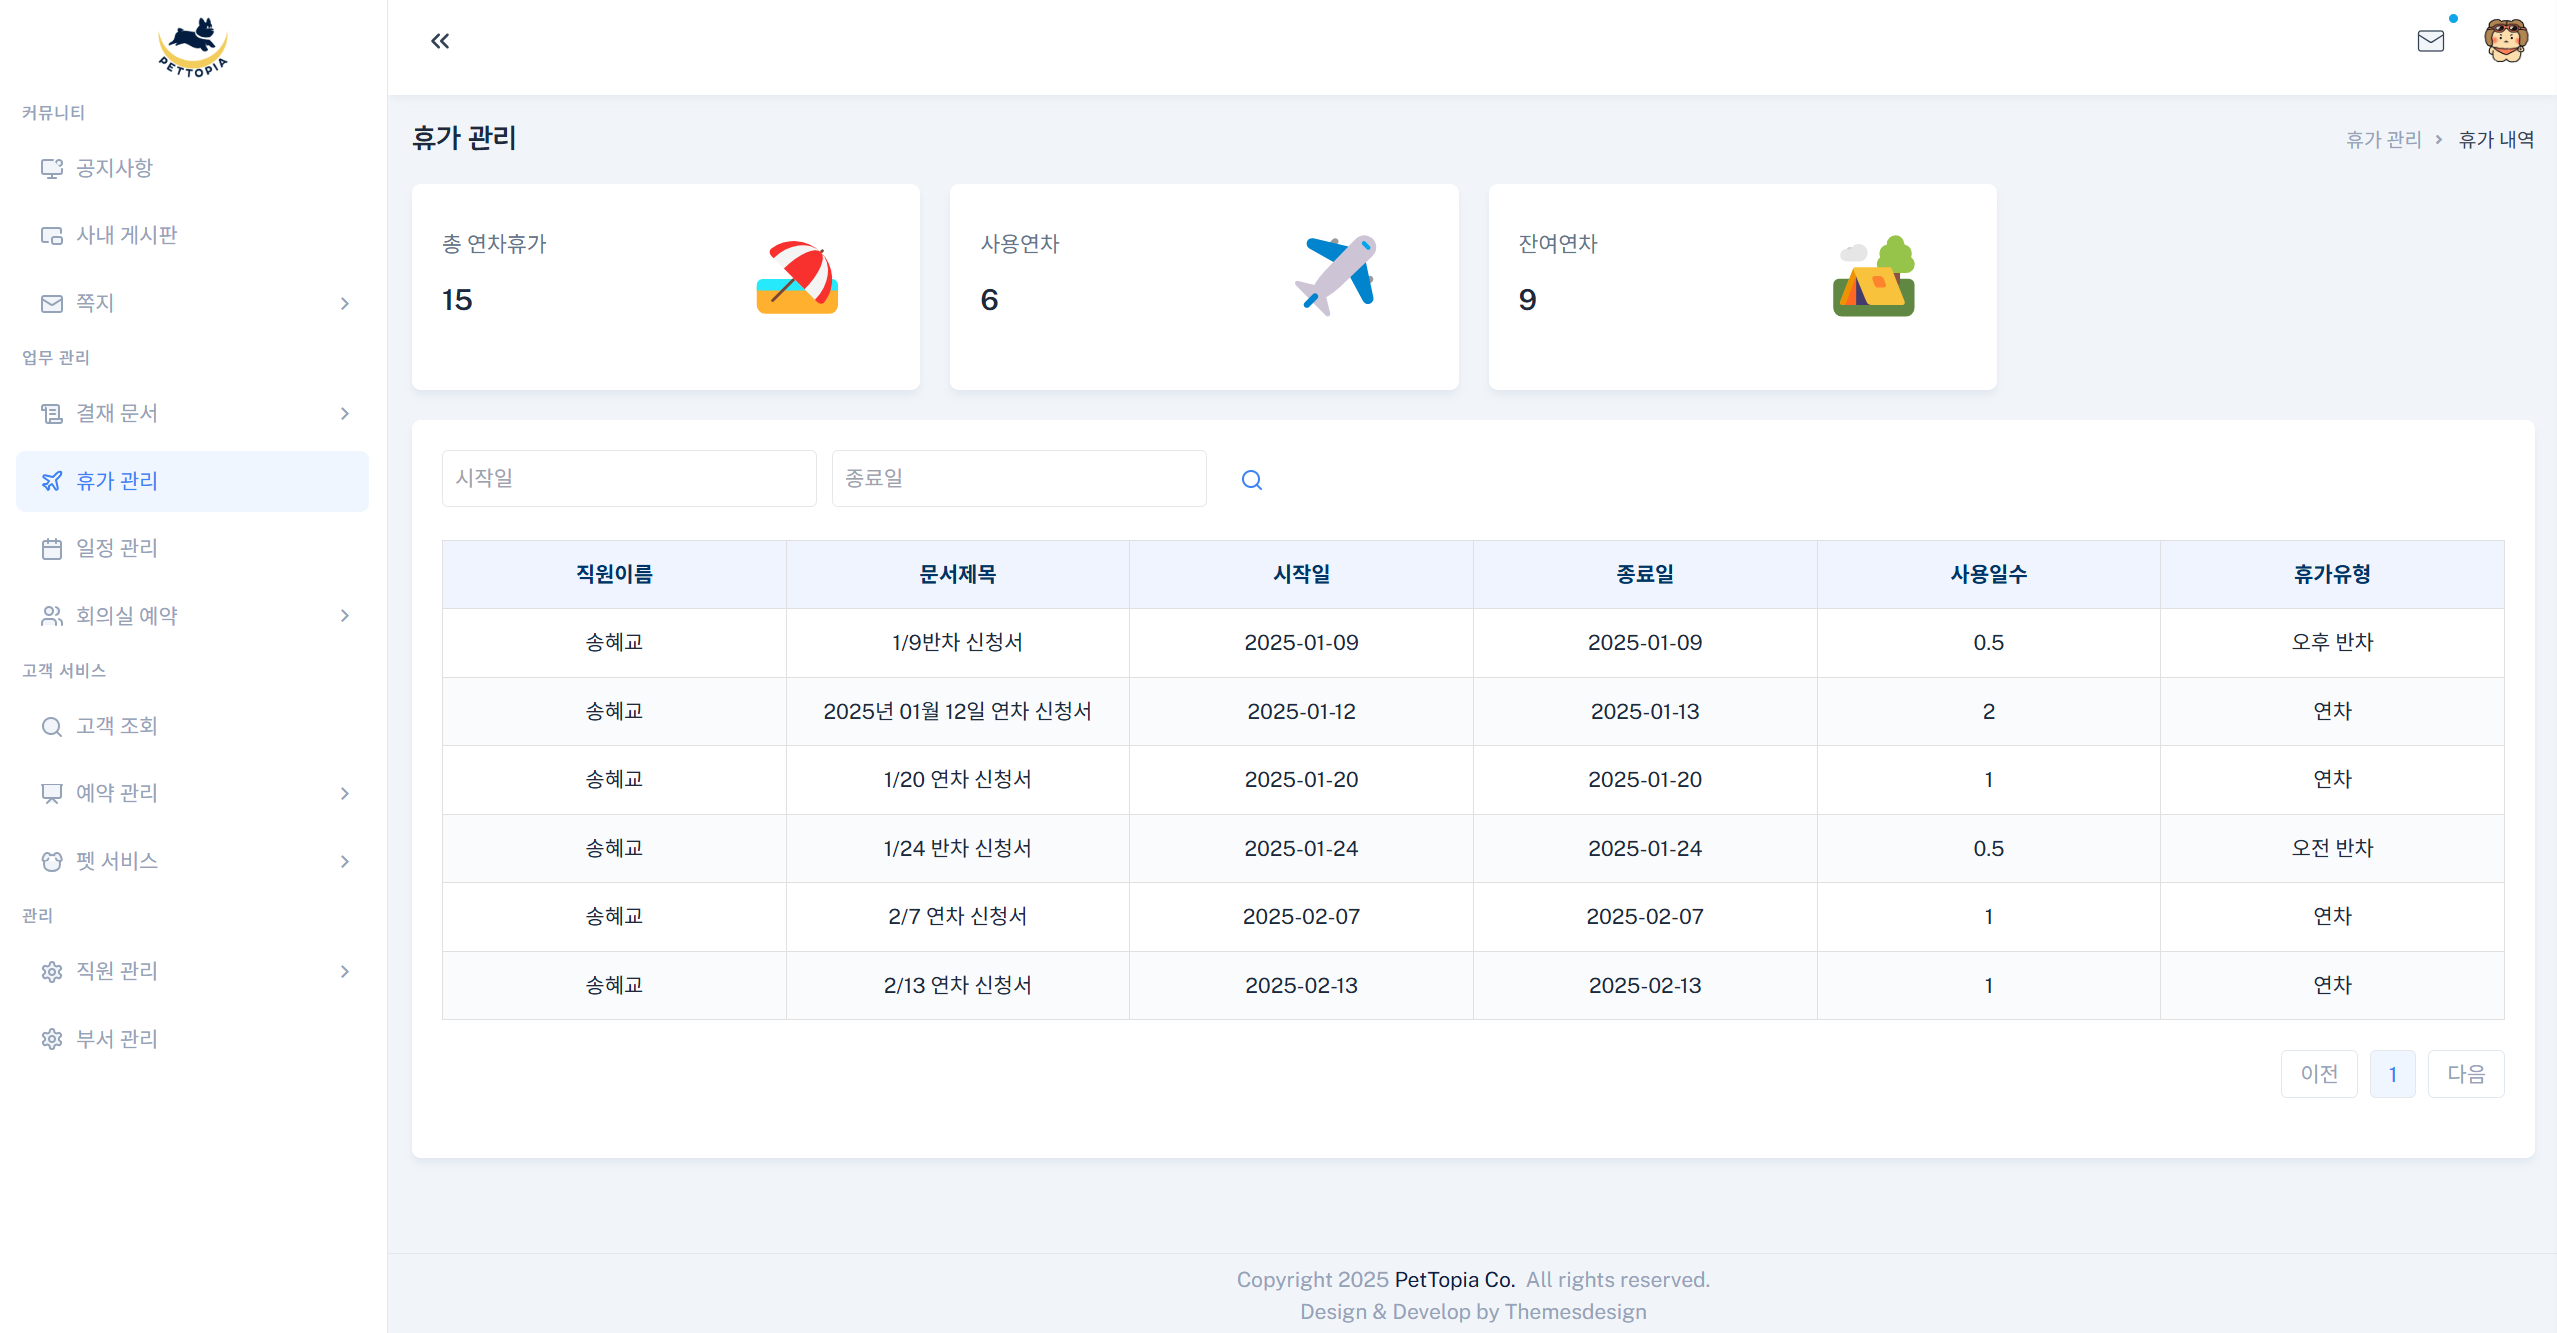 PETTOPIA
커뮤니티
공지사항
사내 게시판
쪽지
업무 관리
결재 문서
휴가 관리
일정 관리
회의실 예약
고객 서비스
고객 조회
예약 관리
펫 서비스
관리
직원 관리
부서 관리
휴가 관리
휴가 관리 > 휴가 내역
총 연차휴가
15
사용연차
6
잔여연차
9
시작일 종료일
직원이름 문서제목 시작일 종료일 사용일수 휴가유형
송혜교 1/9반차 신청서 2025-01-09 2025-01-09 0.5 오후 반차
송혜교 2025년 01월 12일 연차 신청서 2025-01-12 2025-01-13 2 연차
송혜교 1/20 연차 신청서 2025-01-20 2025-01-20 1 연차
송혜교 1/24 반차 신청서 2025-01-24 2025-01-24 0.5 오전 반차
송혜교 2/7 연차 신청서 2025-02-07 2025-02-07 1 연차
송혜교 2/13 연차 신청서 2025-02-13 2025-02-13 1 연차
이전 1 다음
Copyright 2025 PetTopia Co. All rights reserved.
Design & Develop by Themesdesign